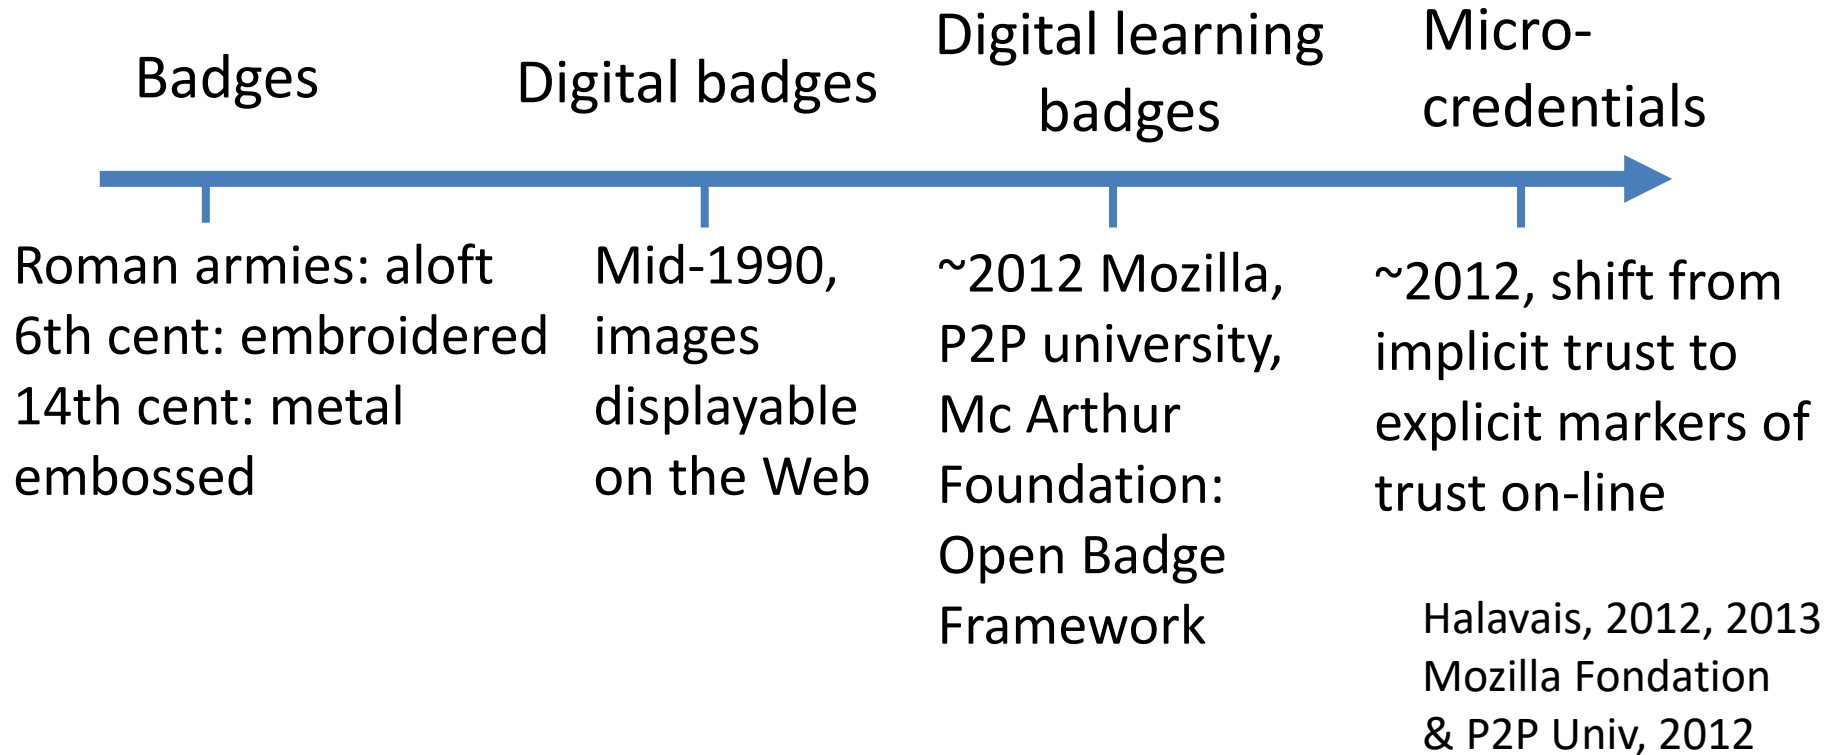 Badges
Digital badges
Digital learning
badges
Micro-
credentials
Roman armies: aloft
6th cent: embroidered
14th cent: metal
embossed
Mid-1990,
images
displayable
on the Web
~2012 Mozilla,
P2P university,
Mc Arthur
Foundation:
Open Badge
Framework
~2012, shift from
implicit trust to
explicit markers of
trust on-line
Halavais, 2012, 2013
Mozilla Fondation
& P2P Univ, 2012